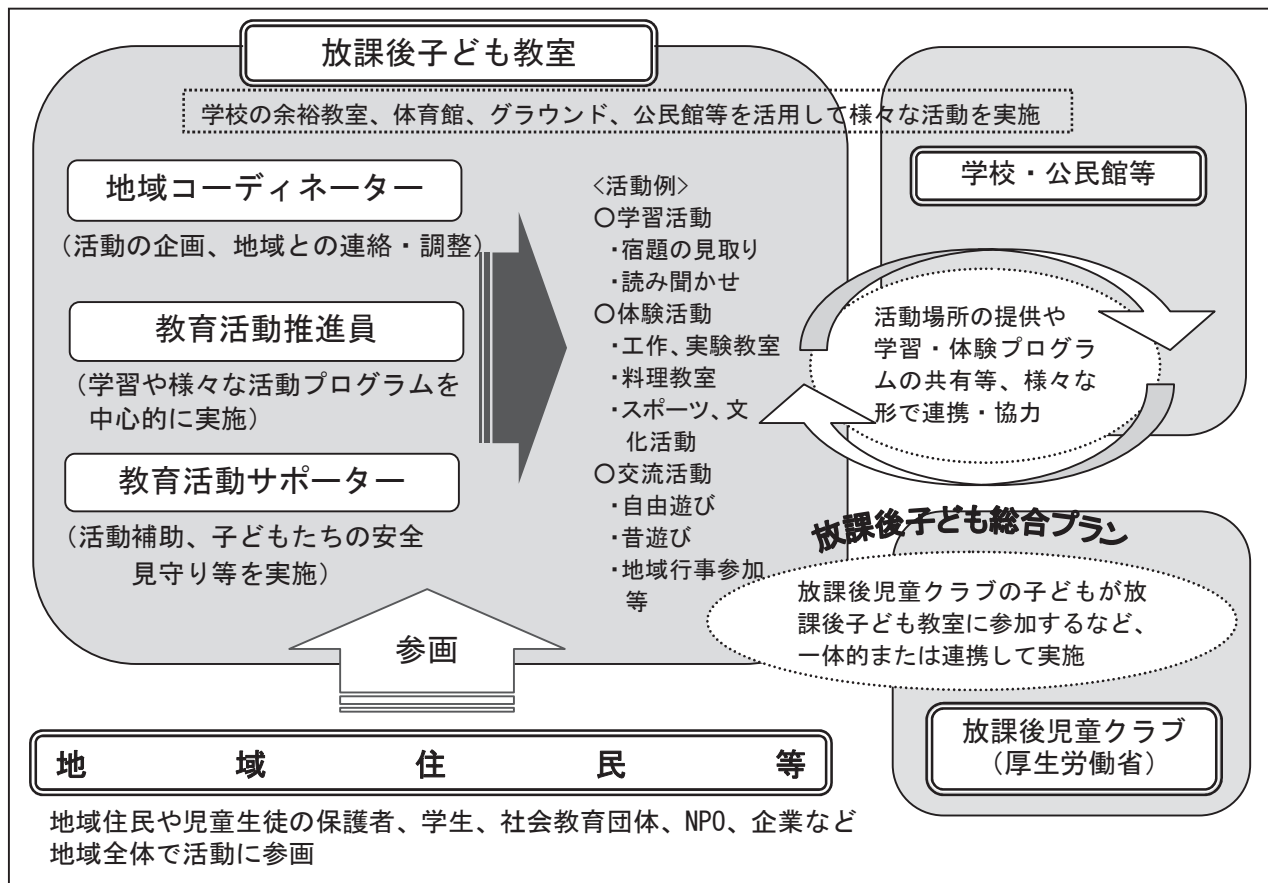 放課後子ども教室
学校の余裕教室、体育館、グラウンド、公民館等を活用して様々な活動を実施
地域コーディネーター
（活動の企画、地域との連絡・調整）
教育活動推進員
（学習や様々な活動プログラムを
中心的に実施）
教育活動サポーター
（活動補助、子どもたちの安全
見守り等を実施）
<活動例>
○学習活動
・宿題の見取り
・読み聞かせ
○体験活動
・工作、実験教室
・料理教室
・スポーツ、文
化活動
○交流活動
・自由遊び
・昔遊び
・地域行事参加
等
学校・公民館等
活動場所の提供や
学習・体験プログラ
ムの共有等、様々な
形で連携・協力
放課後子ども総合プラン
放課後児童クラブの子どもが放
課後子ども教室に参加するなど、
一体的または連携して実施
放課後児童クラブ
（厚生労働省）
参画
地域住民等
地域住民や児童生徒の保護者、学生、社会教育団体、NPO、企業など
地域全体で活動に参画